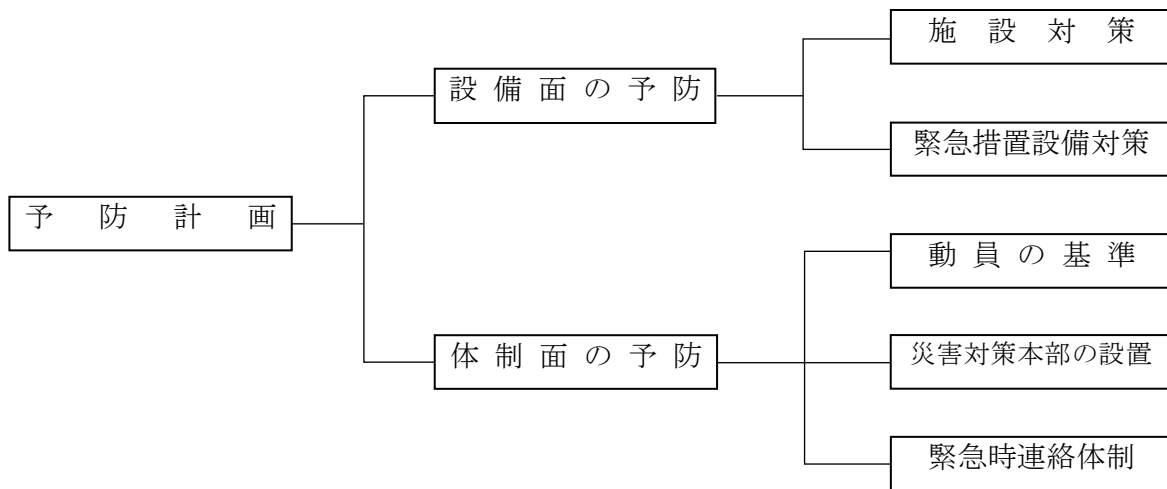 予防計画
設備面の予防
施設対策
緊急措置設備対策
体制面の予防
動員の基準
災害対策本部の設置
緊急時連絡体制